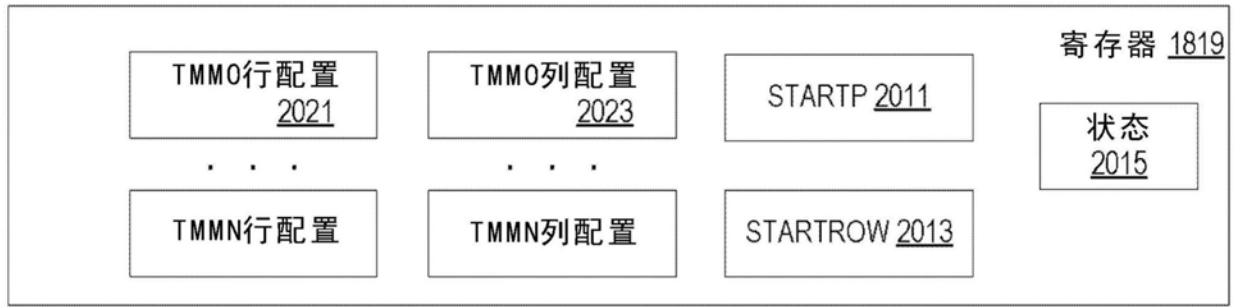 寄存器 1819
TMM0行配置
2021
TMM0列配置
2023
STARTP 2011
状态
2015
. . .
. . .
TMMN行配置
TMMN列配置
STARTROW 2013